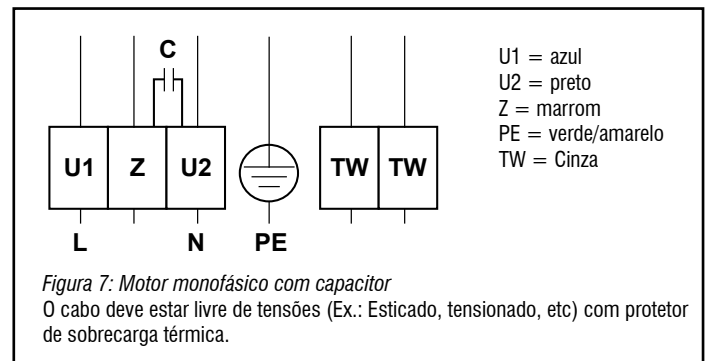 C
U1 Z U2 TW TW
L N PE
U1 = azul
U2 = preto
Z = marrom
PE = verde/amarelo
TW = Cinza
Figura 7: Motor monofásico com capacitor
O cabo deve estar livre de tensões (Ex.: Esticado, tensionado, etc) com protetor
de sobrecarga térmica.